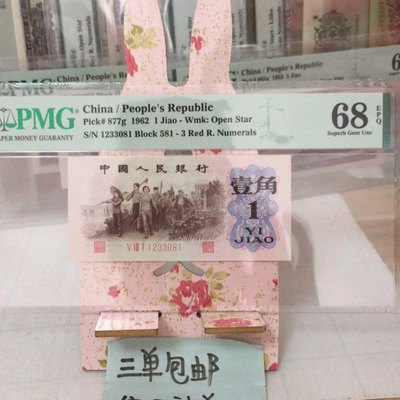 PMG
PAPER MONEY GUARANTY
China / People's Republic
Pick# 877g 1962 1 Jiao - Wmk: Open Star
S/N 1233081 Block 581 - 3 Red R. Numerals
68 EPQ
Superb Gem Unc
中國人民銀行
壹角
1
YI
JIAO
1233081
三单包邮